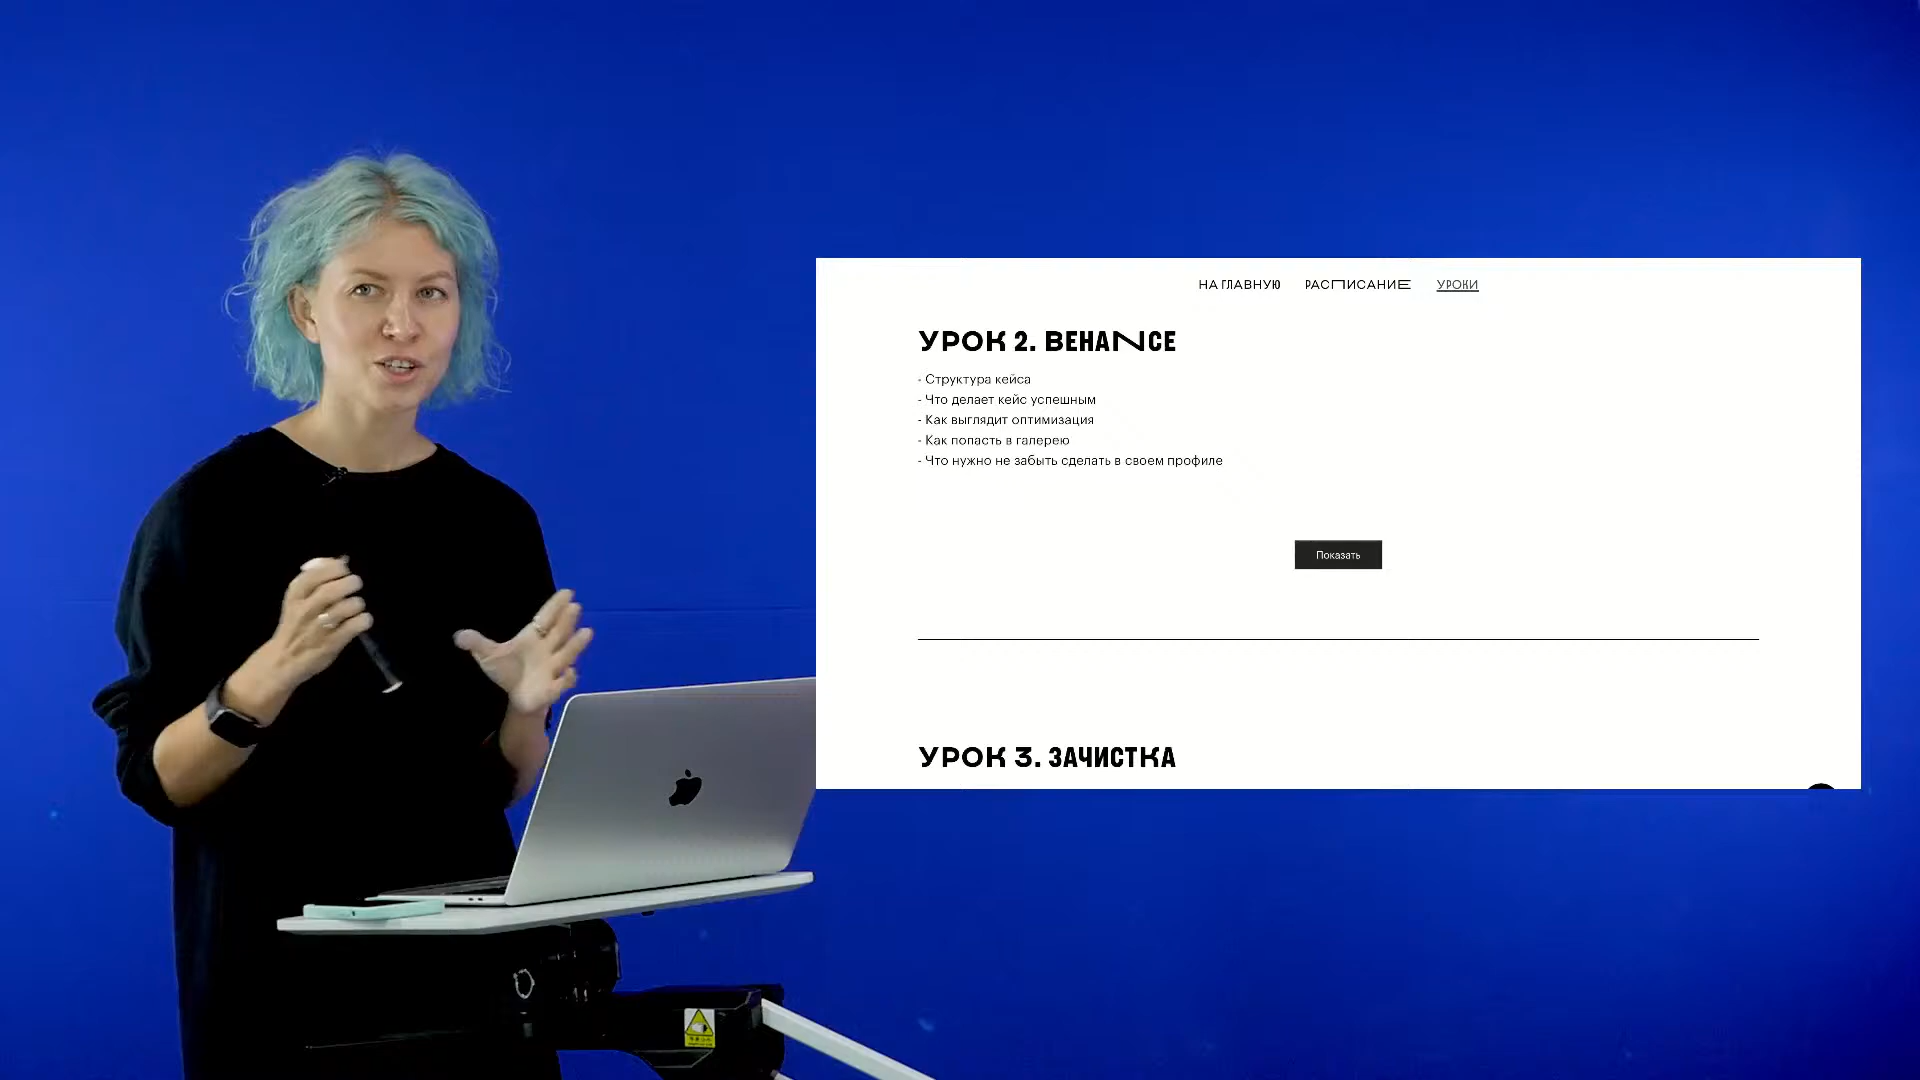 НА ГЛАВНУЮ РАСПИСАНИЕ УРОКИ
УРОК 2. BEHANCE
- Структура кейса
- Что делает кейс успешным
- Как выглядит оптимизация
- Как попасть в галерею
- Что нужно не забыть сделать в своем профиле
Показать
УРОК 3. ЗАЧИСТКА